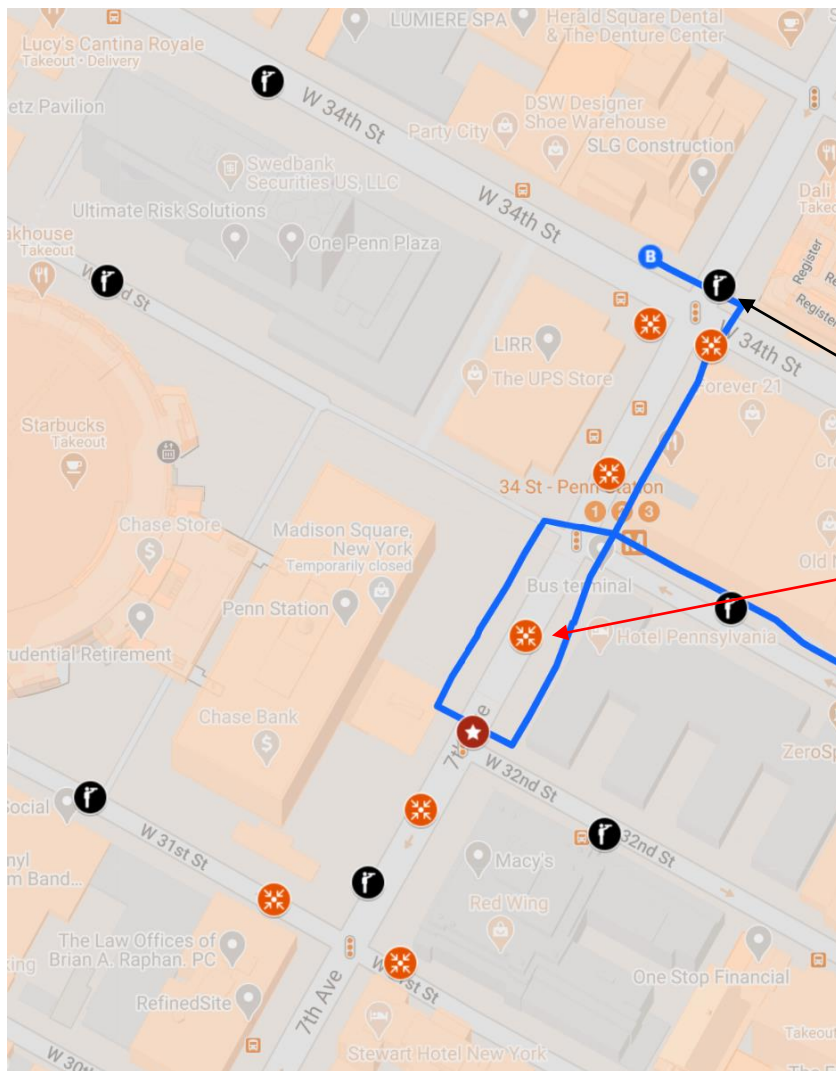 LUMIERE SPA
Herald Square Dental
& The Denture Center
Lucy's Cantina Royale
Takeout • Delivery
etz Pavilion
W 34th St
Party City
DSW Designer
Shoe Warehouse
SLG Construction
Swedbank
Securities US, LLC
Dali
Takeo
Ultimate Risk Solutions
W 34th St
akhouse
Takeout
One Penn Plaza
B
Register
Register
W 34th St
LIRR
The UPS Store
Forever 21
Starbucks
Takeout
34 St - Penn Station
1 2 3
Chase Store
Madison Square,
New York
Temporarily closed
Old N
Bus terminal
Penn Station
Hotel Pennsylvania
rudential Retirement
Chase Bank
ZeroSp
W 32nd St
Social
W 31st St
32nd St
Macy's
Red Wing
The Law Offices of
Brian A. Raphan, PC
One Stop Financial
RefinedSite
7th Ave
Takeout
Stewart Hotel New York
W 30th